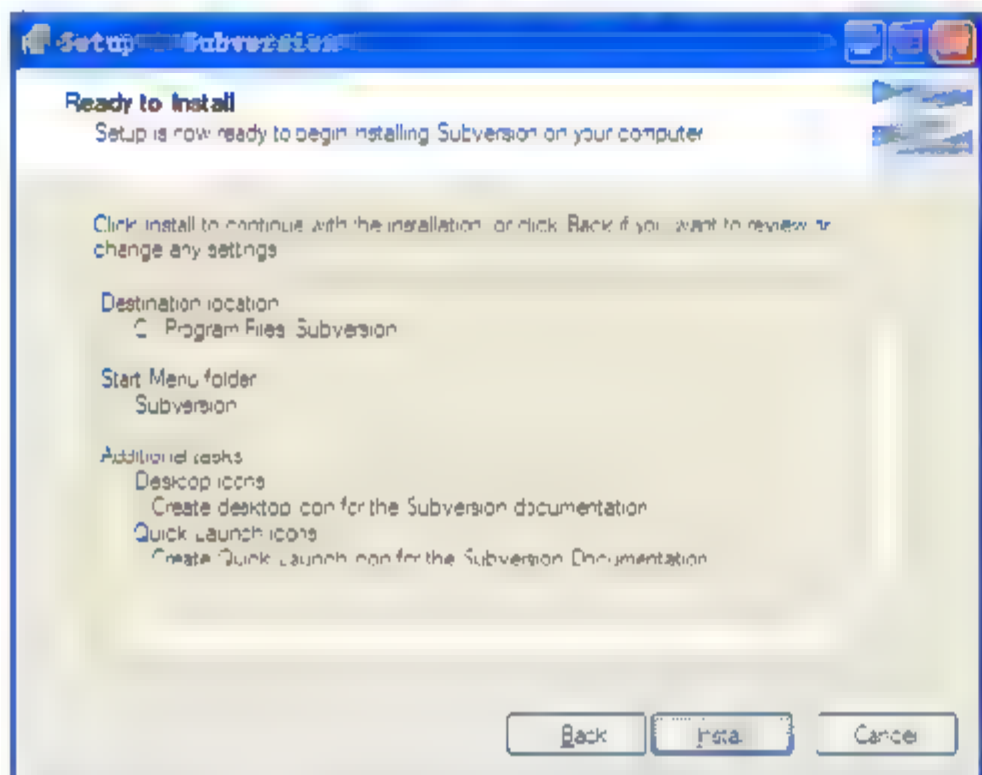 Setup - Subversion
Ready to Install
Setup is now ready to begin installing Subversion on your computer
Click Install to continue with the installation, or click Back if you want to review or
change any settings
Destination location
C:\Program Files\Subversion
Start Menu folder
Subversion
Additional tasks
Desktop icons
Create desktop icon for the Subversion documentation
Quick Launch icons
Create Quick Launch icon for the Subversion Documentation
Back
Install
Cancel